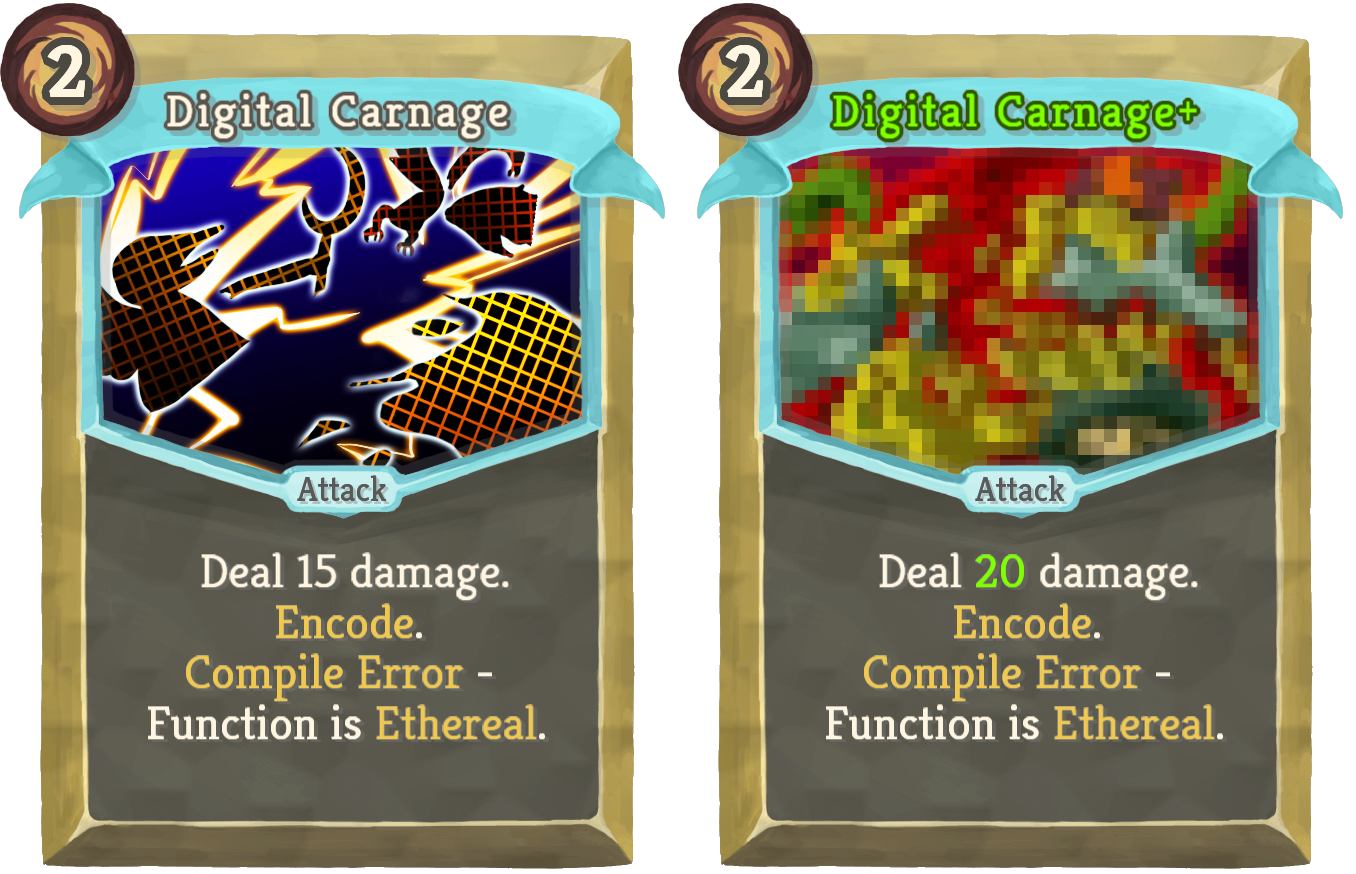 2
Digital Carnage
Attack
Deal 15 damage.
Encode.
Compile Error -
Function is Ethereal.
2
Digital Carnage+
Attack
Deal 20 damage.
Encode.
Compile Error -
Function is Ethereal.